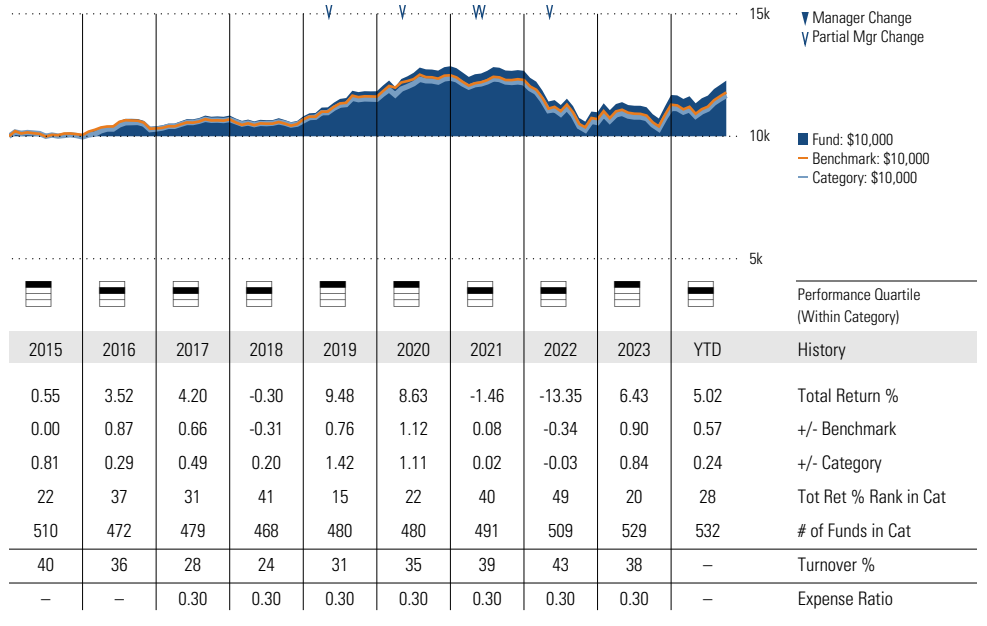 15k
▼ Manager Change
V Partial Mgr Change
10k
Fund: $10,000
Benchmark: $10,000
Category: $10,000
5k
Performance Quartile
(Within Category)
2015 2016 2017 2018 2019 2020 2021 2022 2023 YTD History
0.55 3.52 4.20 -0.30 9.48 8.63 -1.46 -13.35 6.43 5.02 Total Return %
0.00 0.87 0.66 -0.31 0.76 1.12 0.08 -0.34 0.90 0.57 +/- Benchmark
0.81 0.29 0.49 0.20 1.42 1.11 0.02 -0.03 0.84 0.24 +/- Category
22 37 31 41 15 22 40 49 20 28 Tot Ret % Rank in Cat
510 472 479 468 480 480 491 509 529 532 # of Funds in Cat
40 36 28 24 31 35 39 43 38 – Turnover %
– – 0.30 0.30 0.30 0.30 0.30 0.30 0.30 – Expense Ratio